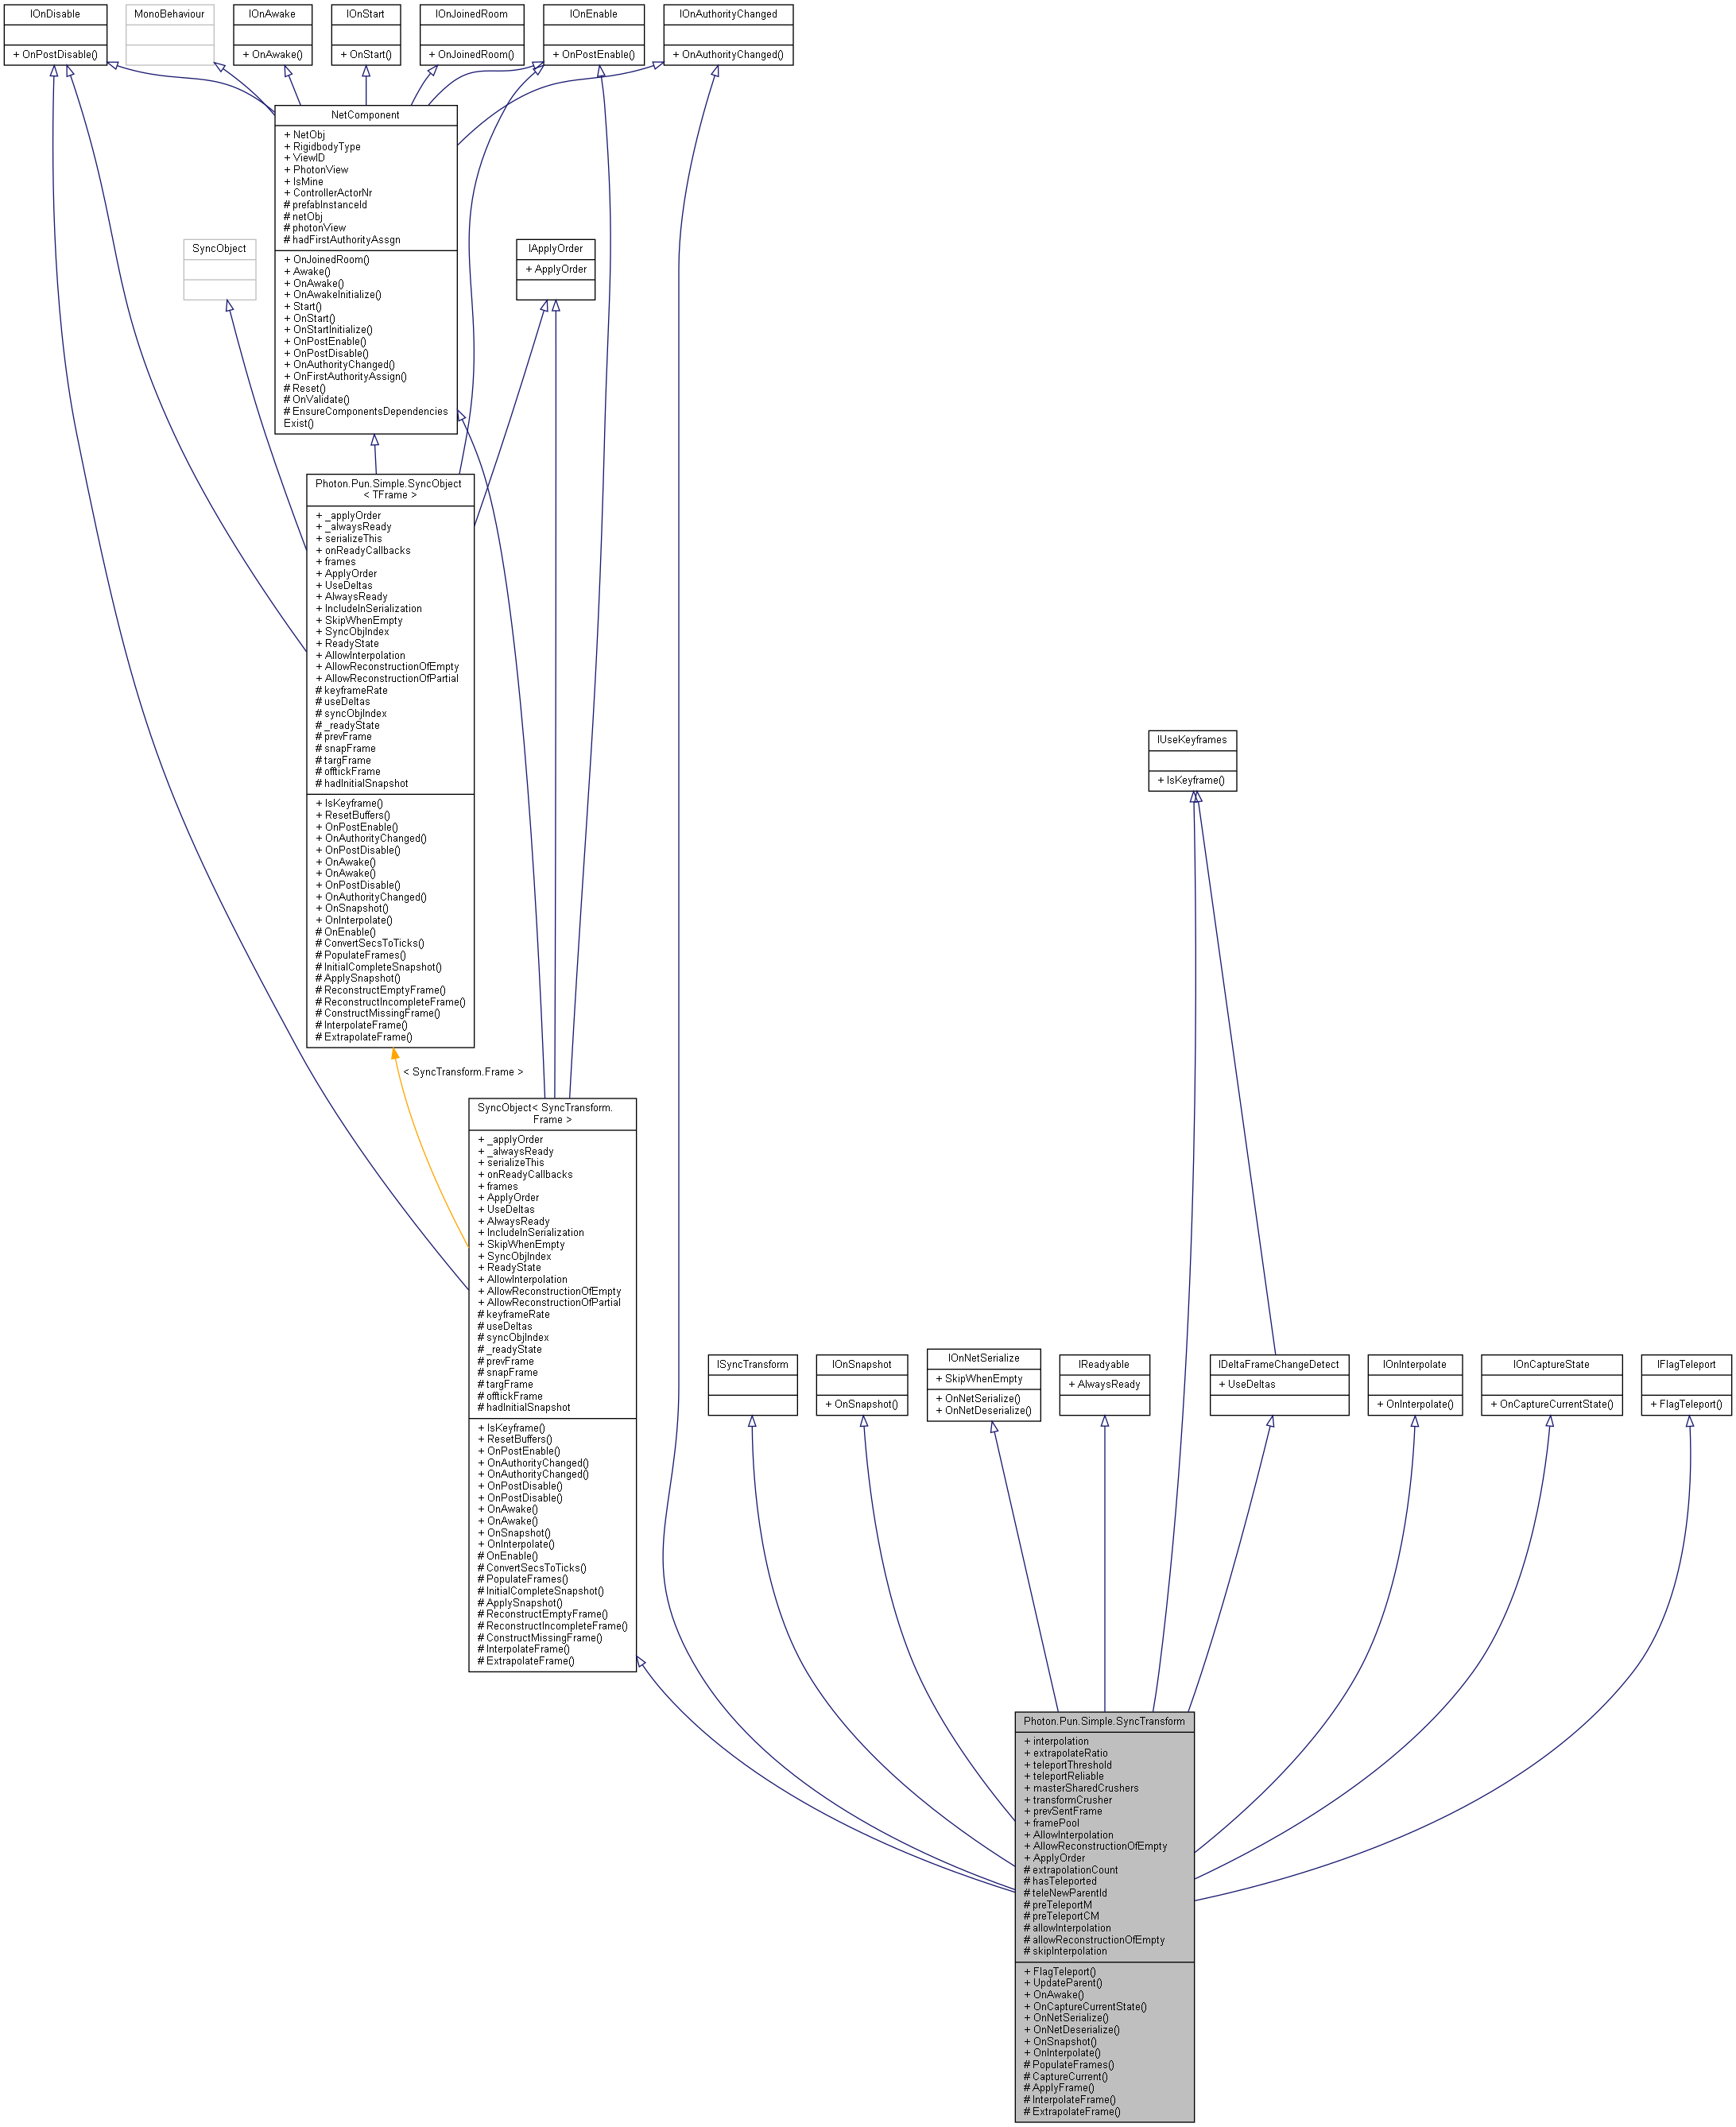 IOnDisable
+ OnPostDisable()
MonoBehaviour
IOnAwake
+ OnAwake()
IOnStart
+ OnStart()
IOnJoinedRoom
+ OnJoinedRoom()
IOnEnable
+ OnPostEnable()
IOnAuthorityChanged
+ OnAuthorityChanged()
NetComponent
+ NetObj
+ RigidbodyType
+ ViewID
+ PhotonView
+ IsMine
+ ControllerActorNr
# prefabInstanceId
# netObj
# photonView
# hadFirstAuthorityAssgn
+ OnJoinedRoom()
+ Awake()
+ OnAwake()
+ OnAwakeInitialize()
+ Start()
+ OnStart()
+ OnStartInitialize()
+ OnPostEnable()
+ OnPostDisable()
+ OnAuthorityChanged()
+ OnFirstAuthorityAssign()
# Reset()
# OnValidate()
# EnsureComponentsDependencies
Exist()
SyncObject
IApplyOrder
+ ApplyOrder
Photon.Pun.Simple.SyncObject
< TFrame >
+ _applyOrder
+ _alwaysReady
+ serializeThis
+ onReadyCallbacks
+ frames
+ ApplyOrder
+ UseDeltas
+ AlwaysReady
+ IncludeInSerialization
+ SkipWhenEmpty
+ SyncObjIndex
+ ReadyState
+ AllowInterpolation
+ AllowReconstructionOfEmpty
+ AllowReconstructionOfPartial
# keyframeRate
# useDeltas
# syncObjIndex
# _readyState
# prevFrame
# snapFrame
# targFrame
# offtickFrame
# hadInitialSnapshot
+ IsKeyframe()
+ ResetBuffers()
+ OnPostEnable()
+ OnAuthorityChanged()
+ OnPostDisable()
+ OnAwake()
+ OnAwake()
+ OnPostDisable()
+ OnAuthorityChanged()
+ OnSnapshot()
+ OnInterpolate()
# OnEnable()
# ConvertSecsToTicks()
# PopulateFrames()
# InitialCompleteSnapshot()
# ApplySnapshot()
# ReconstructEmptyFrame()
# ReconstructIncompleteFrame()
# ConstructMissingFrame()
# InterpolateFrame()
# ExtrapolateFrame()
IUseKeyframes
+ IsKeyframe()
< SyncTransform.Frame >
SyncObject< SyncTransform.
Frame >
+ _applyOrder
+ _alwaysReady
+ serializeThis
+ onReadyCallbacks
+ frames
+ ApplyOrder
+ UseDeltas
+ AlwaysReady
+ IncludeInSerialization
+ SkipWhenEmpty
+ SyncObjIndex
+ ReadyState
+ AllowInterpolation
+ AllowReconstructionOfEmpty
+ AllowReconstructionOfPartial
# keyframeRate
# useDeltas
# syncObjIndex
# _readyState
# prevFrame
# snapFrame
# targFrame
# offtickFrame
# hadInitialSnapshot
+ IsKeyframe()
+ ResetBuffers()
+ OnPostEnable()
+ OnAuthorityChanged()
+ OnAuthorityChanged()
+ OnPostDisable()
+ OnPostDisable()
+ OnAwake()
+ OnAwake()
+ OnSnapshot()
+ OnInterpolate()
# OnEnable()
# ConvertSecsToTicks()
# PopulateFrames()
# InitialCompleteSnapshot()
# ApplySnapshot()
# ReconstructEmptyFrame()
# ReconstructIncompleteFrame()
# ConstructMissingFrame()
# InterpolateFrame()
# ExtrapolateFrame()
ISyncTransform
IOnSnapshot
+ OnSnapshot()
IOnNetSerialize
+ SkipWhenEmpty
+ OnNetSerialize()
+ OnNetDeserialize()
IReadyable
+ AlwaysReady
IDeltaFrameChangeDetect
+ UseDeltas
IOnInterpolate
+ OnInterpolate()
IOnCaptureState
+ OnCaptureCurrentState()
IFlagTeleport
+ FlagTeleport()
Photon.Pun.Simple.SyncTransform
+ interpolation
+ extrapolateRatio
+ teleportThreshold
+ teleportReliable
+ masterSharedCrushers
+ transformCrusher
+ prevSentFrame
+ framePool
+ AllowInterpolation
+ AllowReconstructionOfEmpty
+ ApplyOrder
# extrapolationCount
# hasTeleported
# teleNewParentId
# preTeleportM
# preTeleportCM
# allowInterpolation
# allowReconstructionOfEmpty
# skipInterpolation
+ FlagTeleport()
+ UpdateParent()
+ OnAwake()
+ OnCaptureCurrentState()
+ OnNetSerialize()
+ OnNetDeserialize()
+ OnSnapshot()
+ OnInterpolate()
# PopulateFrames()
# CaptureCurrent()
# ApplyFrame()
# InterpolateFrame()
# ExtrapolateFrame()